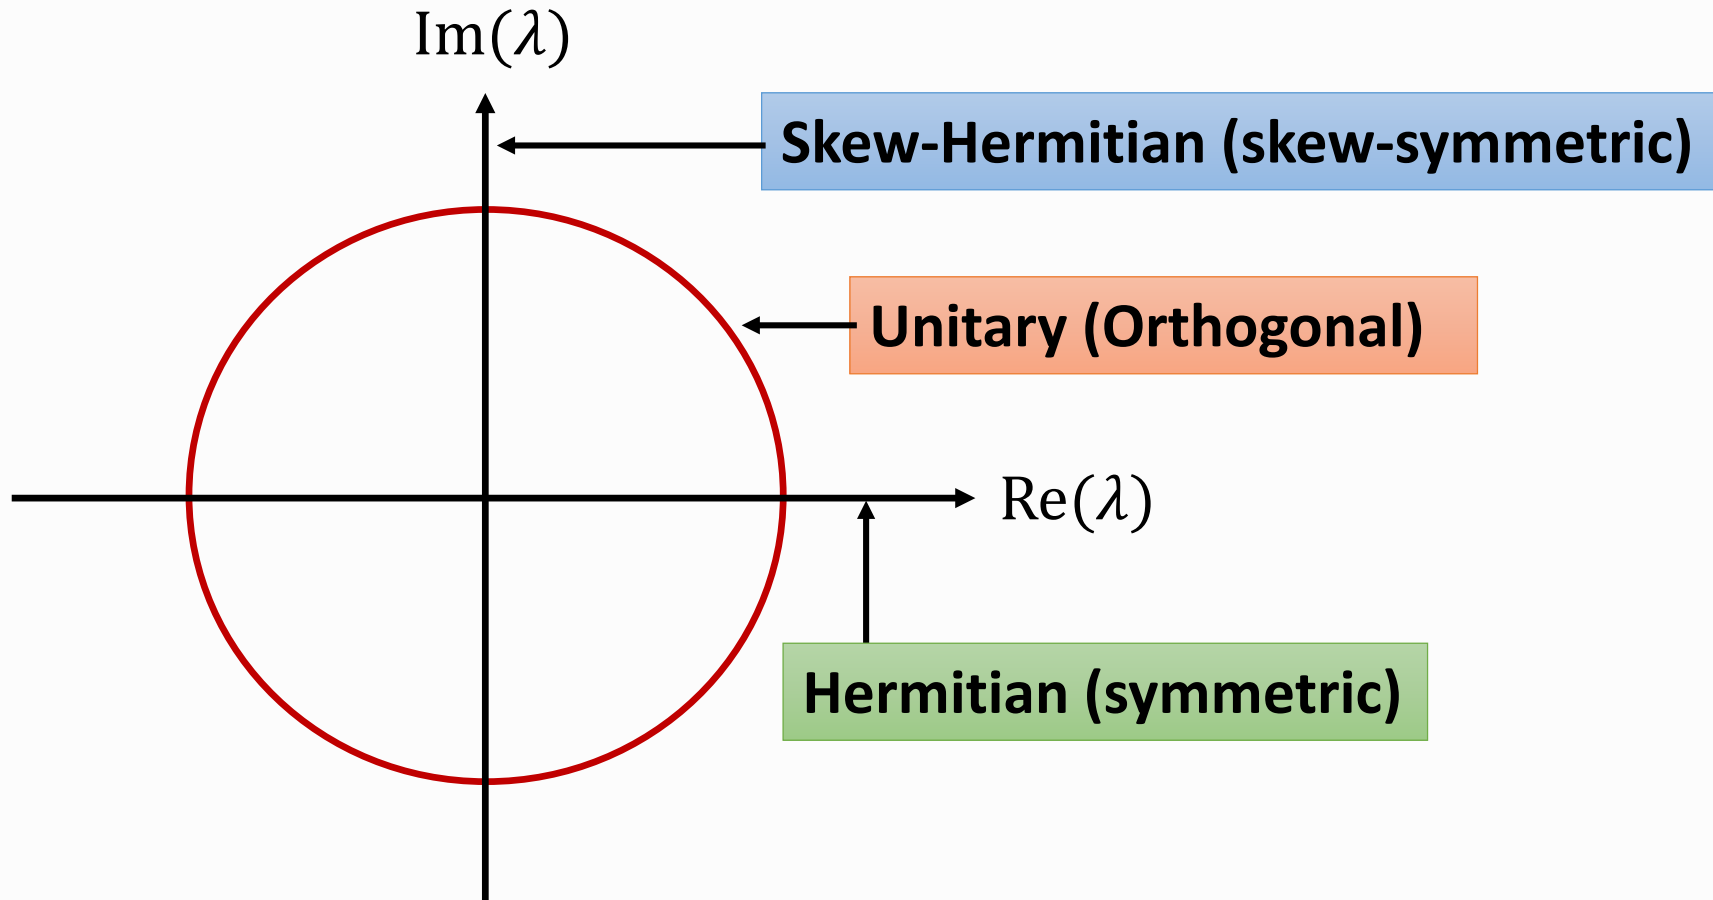 Im(λ)
Skew-Hermitian (skew-symmetric)
Unitary (Orthogonal)
Re(λ)
Hermitian (symmetric)